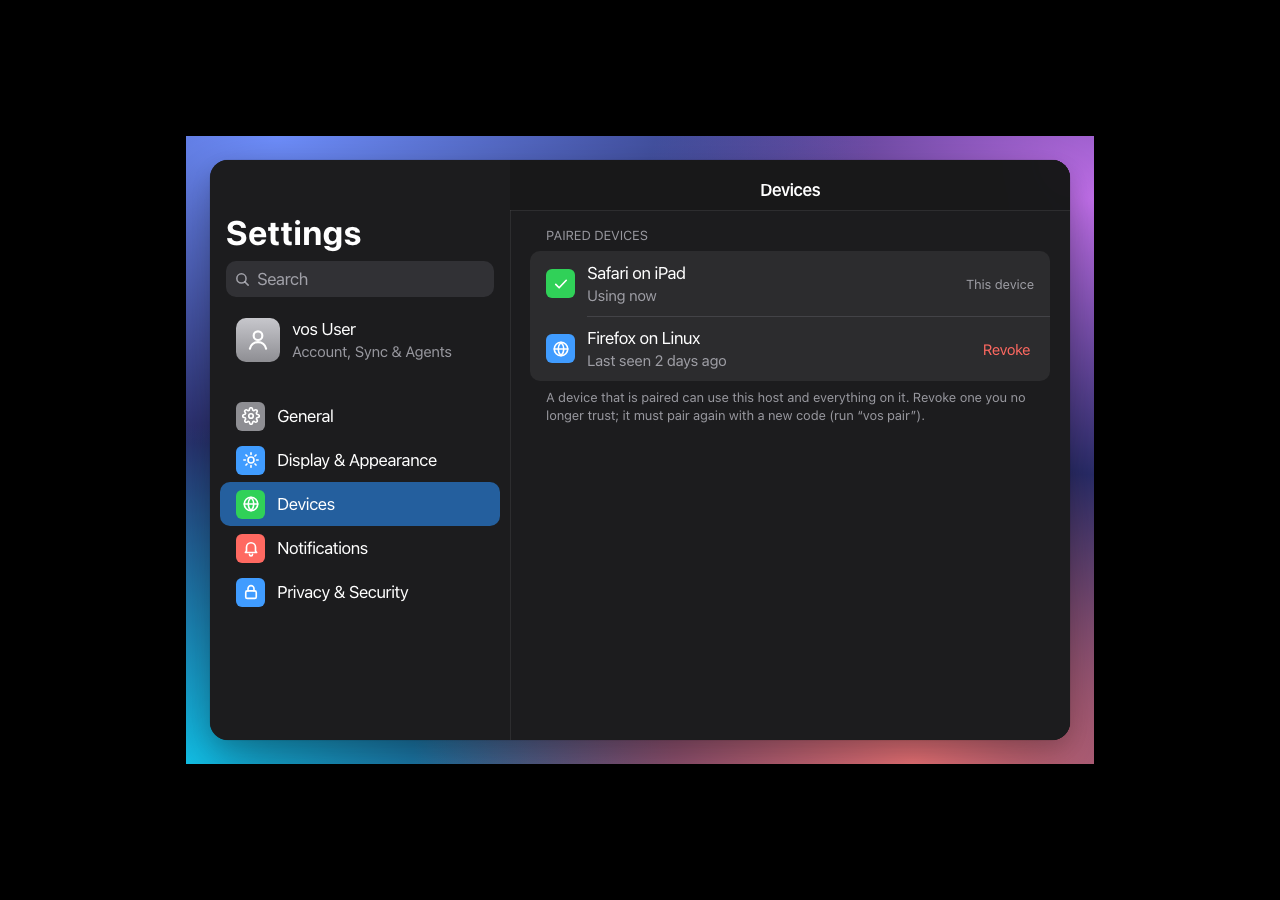 Settings
Search
vos User
Account, Sync & Agents
General
Display & Appearance
Devices
Notifications
Privacy & Security
Devices
PAIRED DEVICES
Safari on iPad
Using now
This device
Firefox on Linux
Last seen 2 days ago
Revoke
A device that is paired can use this host and everything on it. Revoke one you no
longer trust; it must pair again with a new code (run “vos pair”).